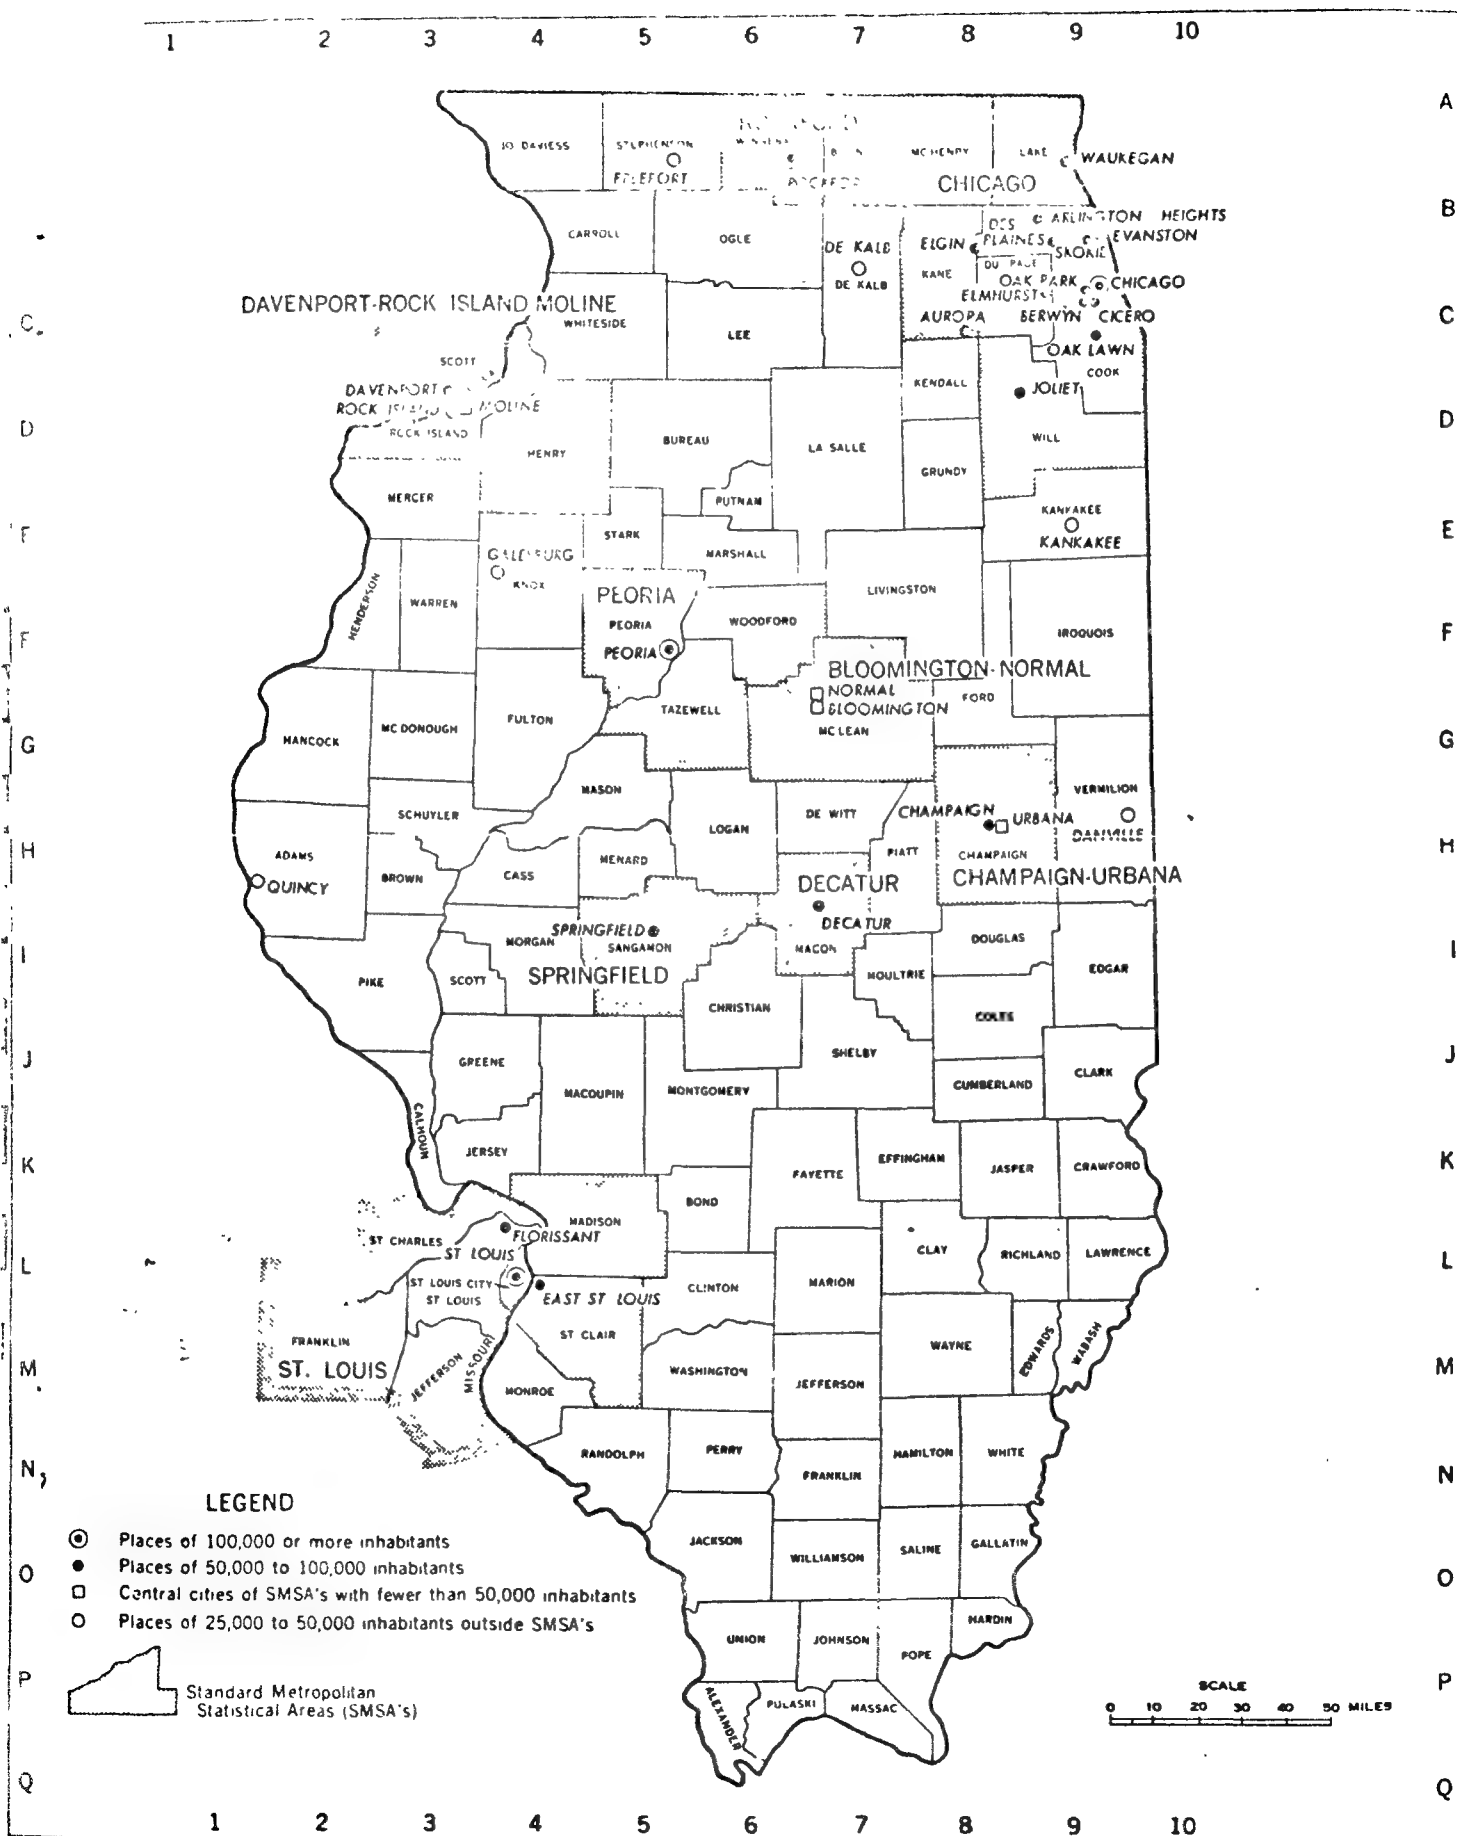 1 2 3 4 5 6 7 8 9 10
A
JO DAVIESS
STEPHENSON
MCHENRY
LAKE
WAUKEGAN
CHICAGO
B
ARLINGTON HEIGHTS
DES
PLAINES
EVANSTON
SKOKIE
CARROLL
OGLE
DE KALB
DE KALB
ELGIN
KANE
DU PAGE
OAK PARK
CHICAGO
ELMHURST
DAVENPORT-ROCK ISLAND MOLINE
C
C
WHITESIDE
LEE
AURORA
BERWYN
CICERO
OAK LAWN
COOK
SCOTT
KENDALL
JOLIET
DAVENPORT
ROCK ISLAND
MOLINE
ROCK ISLAND
D
D
HENRY
BUREAU
LA SALLE
WILL
GRUNDY
MERCER
PUTNAM
KANKAKEE
KANKAKEE
F
E
STARK
MARSHALL
GALESBURG
KNOX
HENDERSON
WARREN
PEORIA
PEORIA
PEORIA
WOODFORD
LIVINGSTON
IROQUOIS
F
F
BLOOMINGTON-NORMAL
NORMAL
BLOOMINGTON
FORD
TAZEWELL
FULTON
MC LEAN
HANCOCK
MC DONOUGH
G
G
MASON
VERMILION
SCHUYLER
DE WITT
CHAMPAIGN
URBANA
DANVILLE
LOGAN
H
H
ADAMS
MENARD
PIATT
CHAMPAIGN
QUINCY
BROWN
CASS
DECATUR
CHAMPAIGN-URBANA
SPRINGFIELD
DECATUR
MORGAN
SANGAMON
MACON
DOUGLAS
I
I
PIKE
SCOTT
SPRINGFIELD
MOULTRIE
EDGAR
CHRISTIAN
COLES
J
J
GREENE
SHELBY
CLARK
MACOUPIN
MONTGOMERY
CUMBERLAND
CALHOUN
JERSEY
K
K
FAYETTE
EFFINGHAM
JASPER
CRAWFORD
BOND
MADISON
ST CHARLES
FLORISSANT
ST LOUIS
L
L
CLAY
RICHLAND
LAWRENCE
ST LOUIS CITY
ST LOUIS
EAST ST LOUIS
CLINTON
MARION
FRANKLIN
ST. LOUIS
JEFFERSON
MISSOURI
ST CLAIR
WAYNE
EDWARDS
WABASH
M
M
MONROE
WASHINGTON
JEFFERSON
RANDOLPH
PERRY
HAMILTON
WHITE
FRANKLIN
N
N
LEGEND
Places of 100,000 or more inhabitants
Places of 50,000 to 100,000 inhabitants
Central cities of SMSA's with fewer than 50,000 inhabitants
Places of 25,000 to 50,000 inhabitants outside SMSA's
Standard Metropolitan
Statistical Areas (SMSA's)
JACKSON
WILLIAMSON
SALINE
GALLATIN
O
O
UNION
JOHNSON
POPE
HARDIN
P
P
ALEXANDER
PULASKI
MASSAC
SCALE
0 10 20 30 40 50 MILES
Q
Q
1 2 3 4 5 6 7 8 9 10